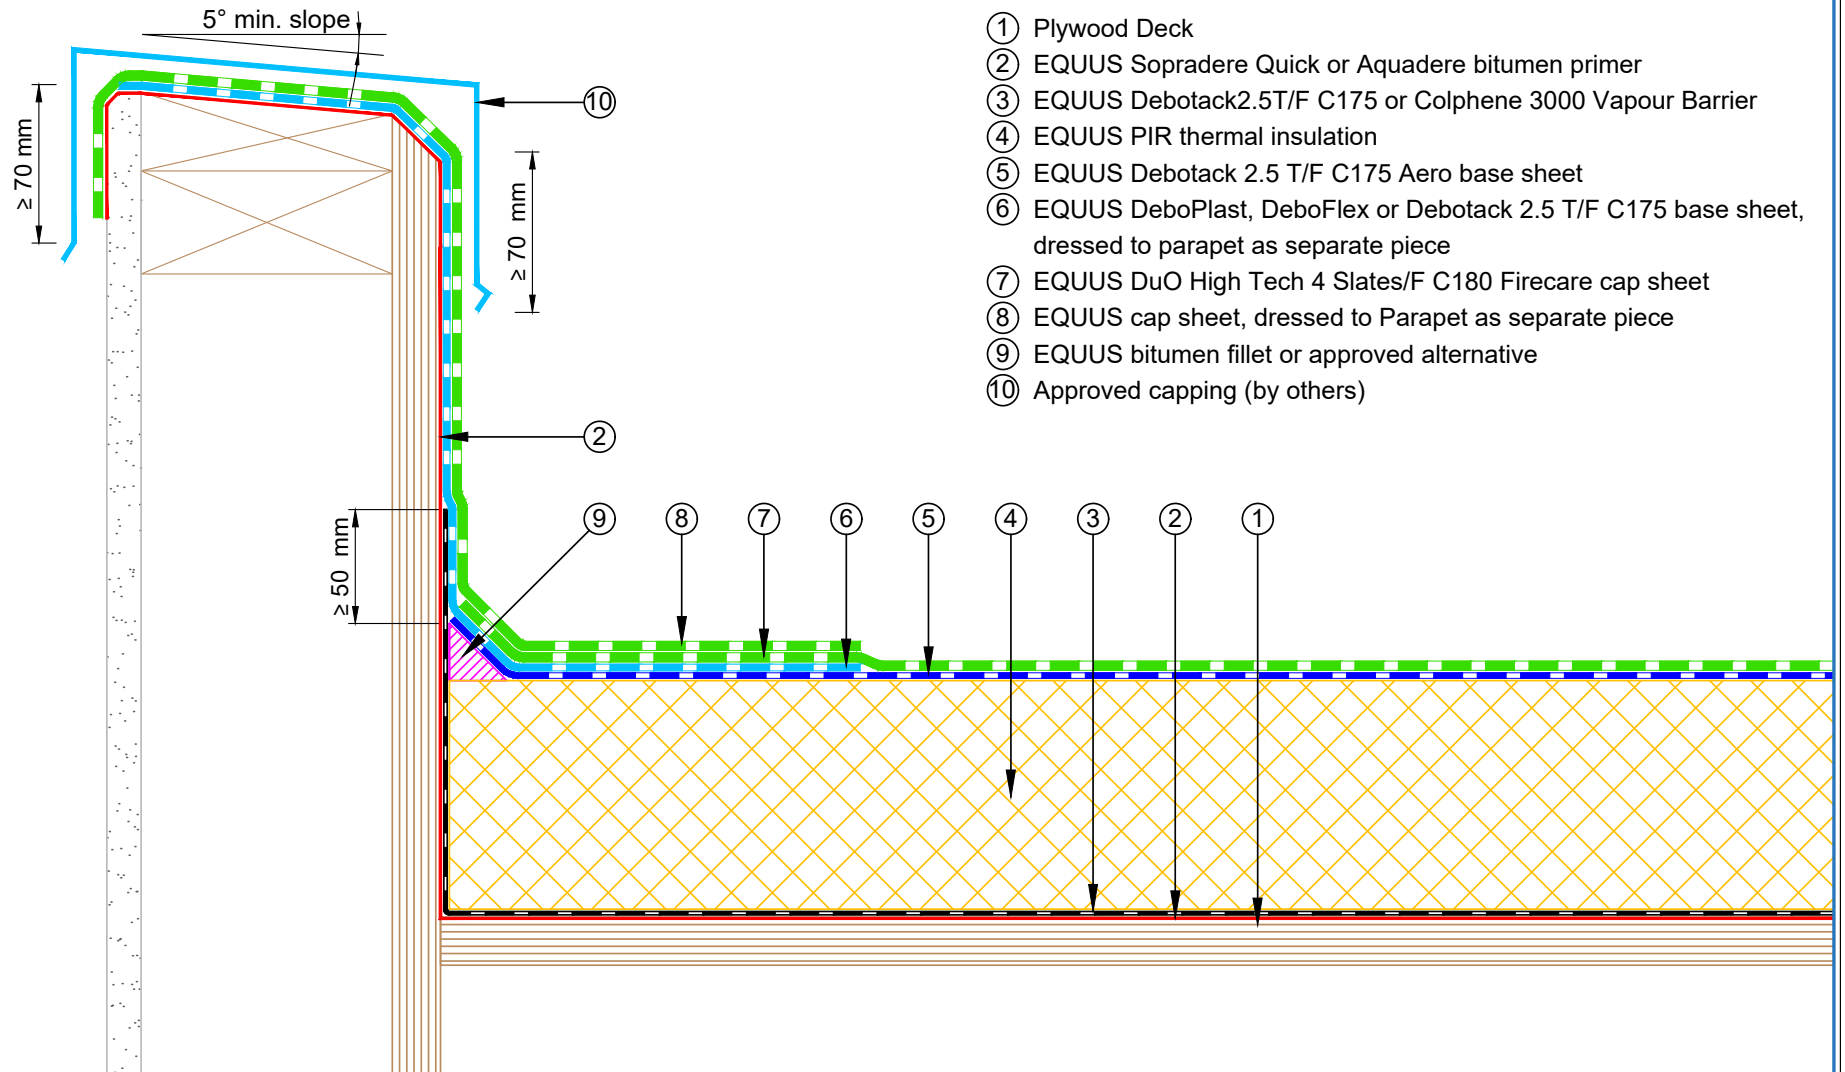 5° min. slope
① Plywood Deck
② EQUUS Sopradere Quick or Aquadere bitumen primer
③ EQUUS Debotack2.5T/F C175 or Colphene 3000 Vapour Barrier
④ EQUUS PIR thermal insulation
⑤ EQUUS Debotack 2.5 T/F C175 Aero base sheet
⑥ EQUUS DeboPlast, DeboFlex or Debotack 2.5 T/F C175 base sheet,
dressed to parapet as separate piece
⑦ EQUUS DuO High Tech 4 Slates/F C180 Firecare cap sheet
⑧ EQUUS cap sheet, dressed to Parapet as separate piece
⑨ EQUUS bitumen fillet or approved alternative
⑩ Approved capping (by others)
⑩
≥ 70 mm
≥ 70 mm
②
≥ 50 mm
⑨ ⑧ ⑦ ⑥ ⑤ ④ ③ ② ①